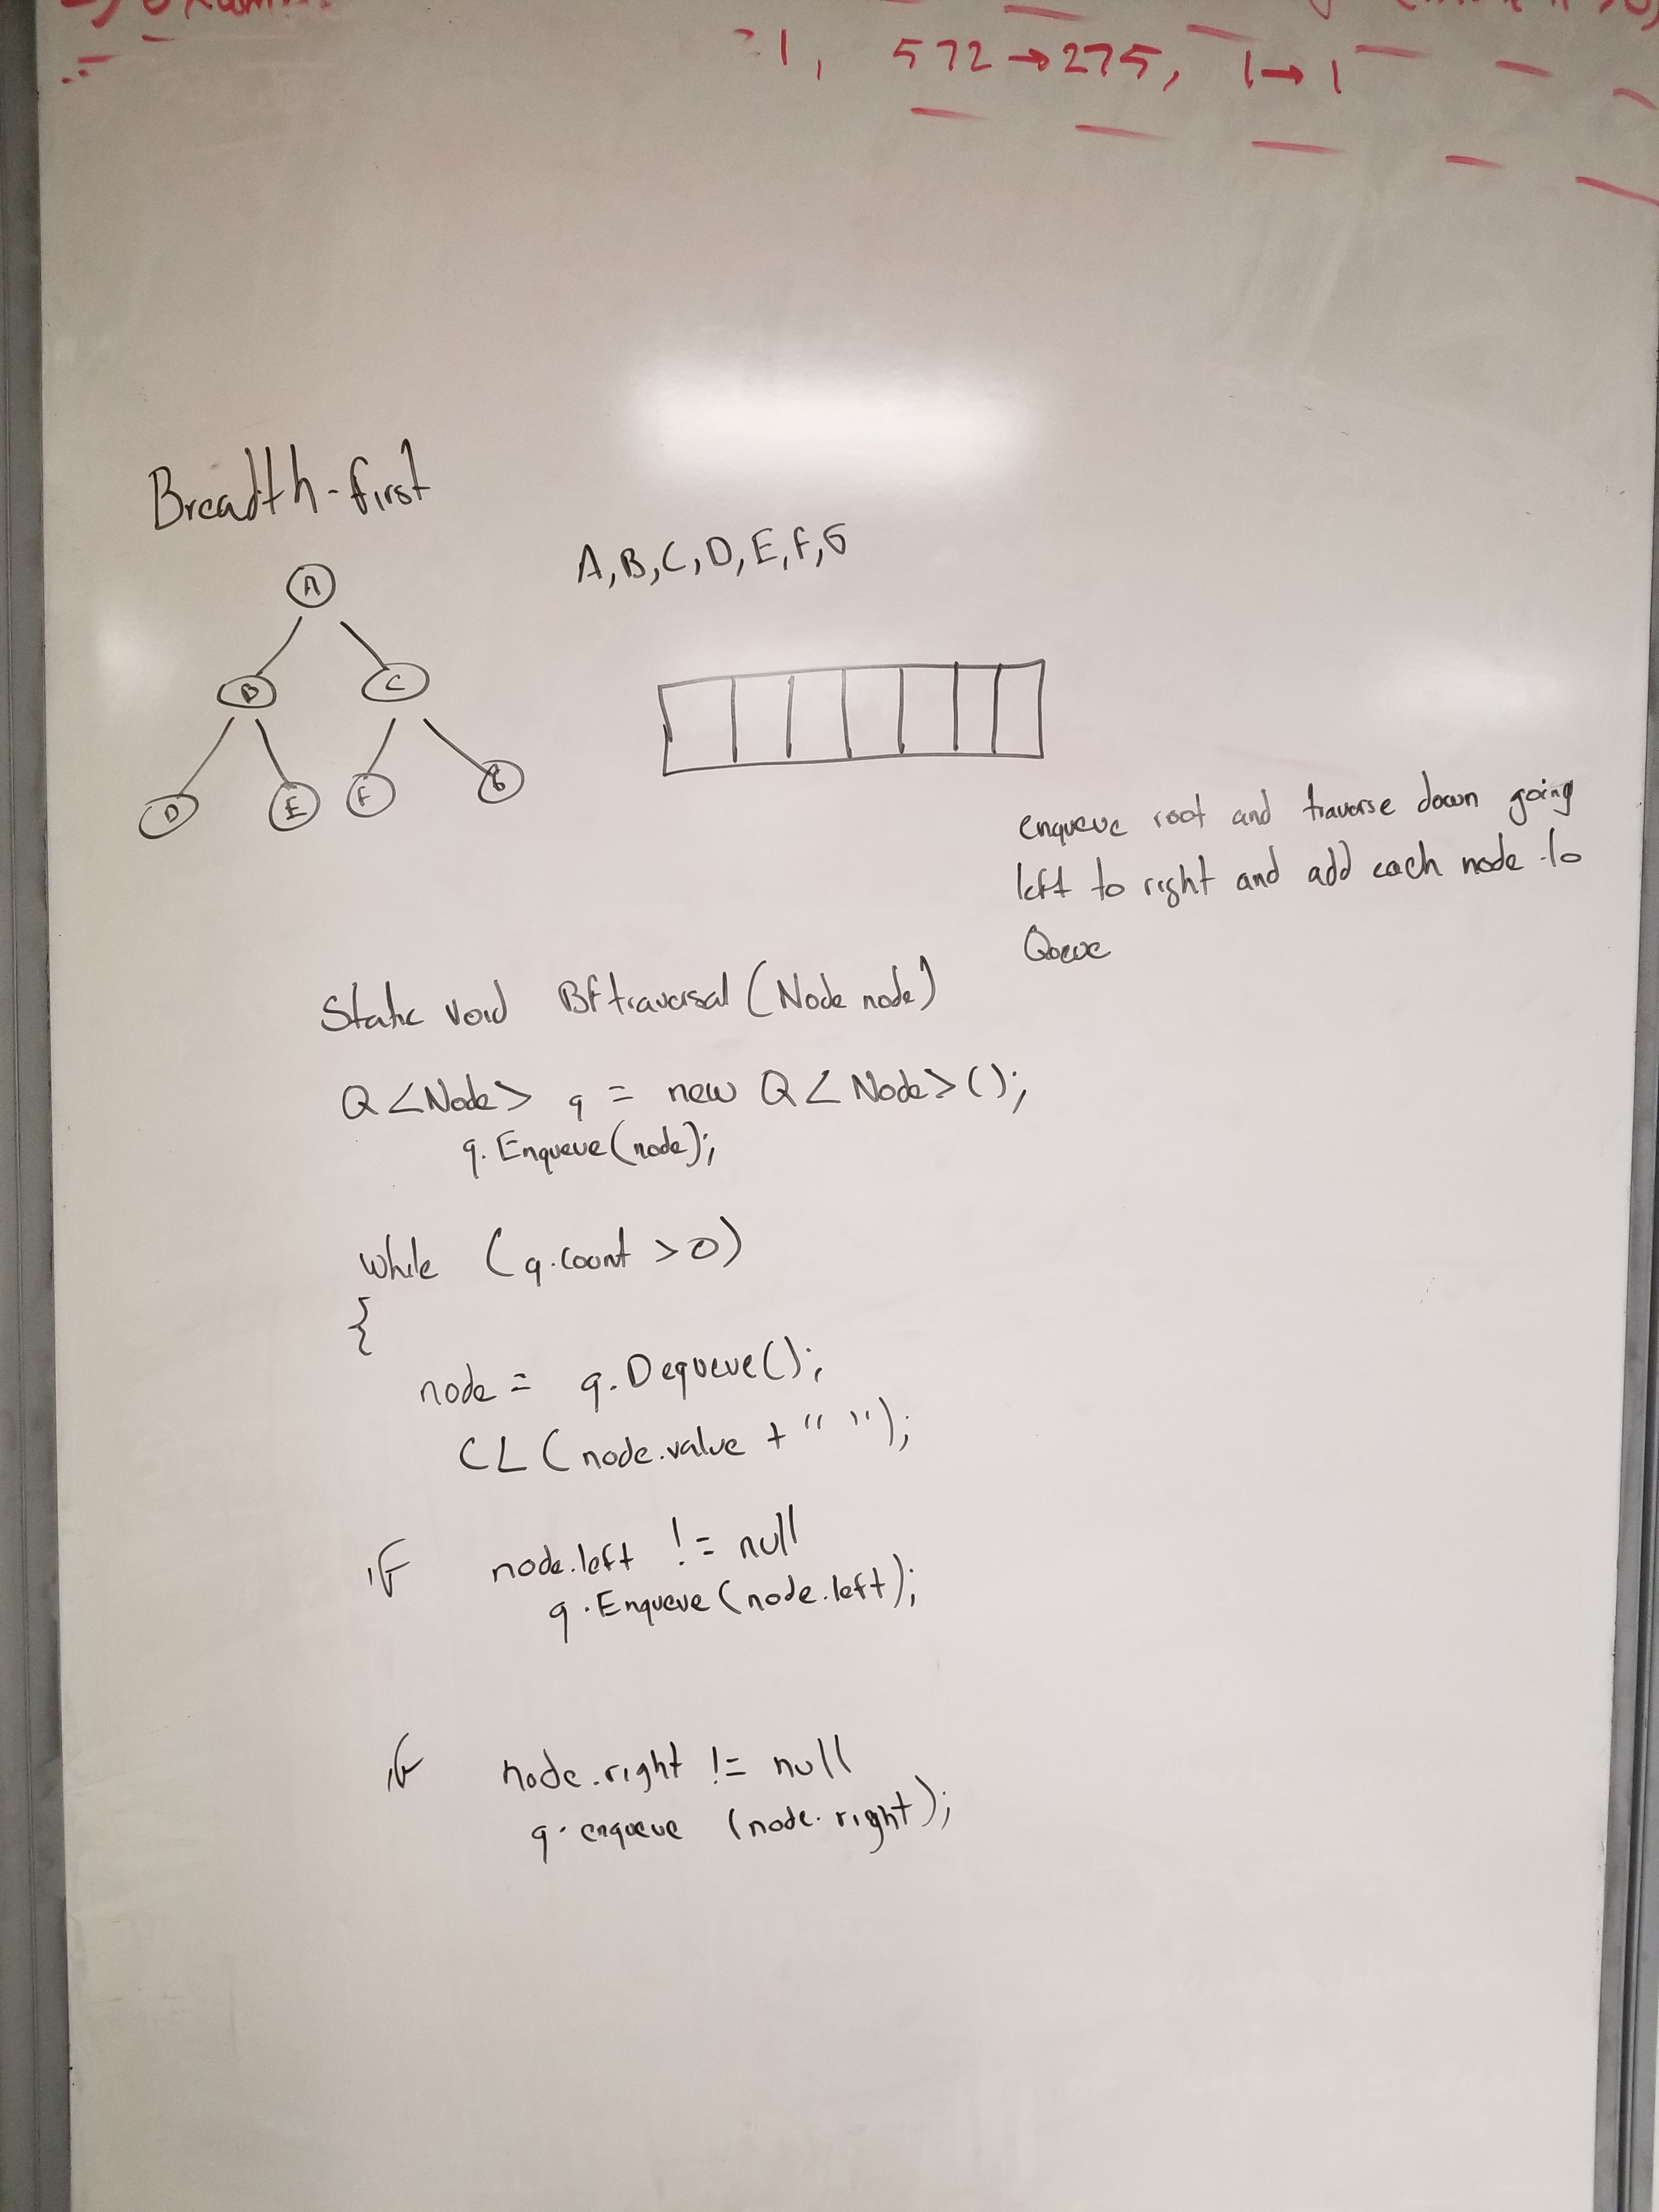 1, 572→275, 1→1
Breadth-first
A, B, C, D, E, F, G
A
B C
D E F G
enqueue root and traverse down going
left to right and add each node to
Queue
Static void BFtraversal (Node node)
Q<Node> q = new Q<Node>();
q.Enqueue(node);
while (q.count >0)
{
node = q.Dequeue();
CL(node.value + " ");
if node.left != null
q.Enqueue(node.left);
if node.right != null
q.enqueue (node.right);